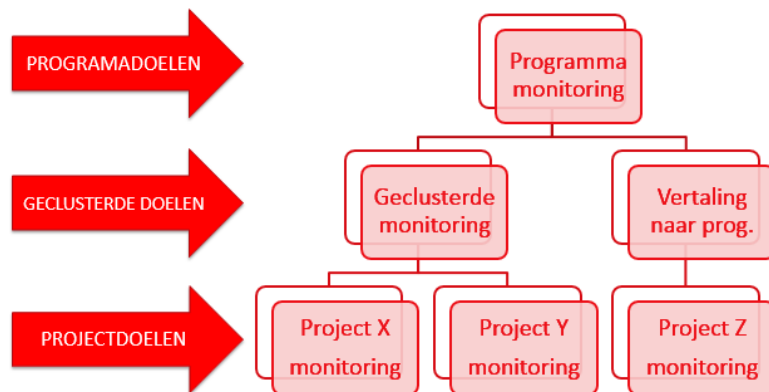 PROGRAMADOELEN
Programma
monitoring
GECLUSTERDE DOELEN
Geclusterde
monitoring
Vertaling
naar prog.
PROJECTDOELEN
Project X
monitoring
Project Y
monitoring
Project Z
monitoring